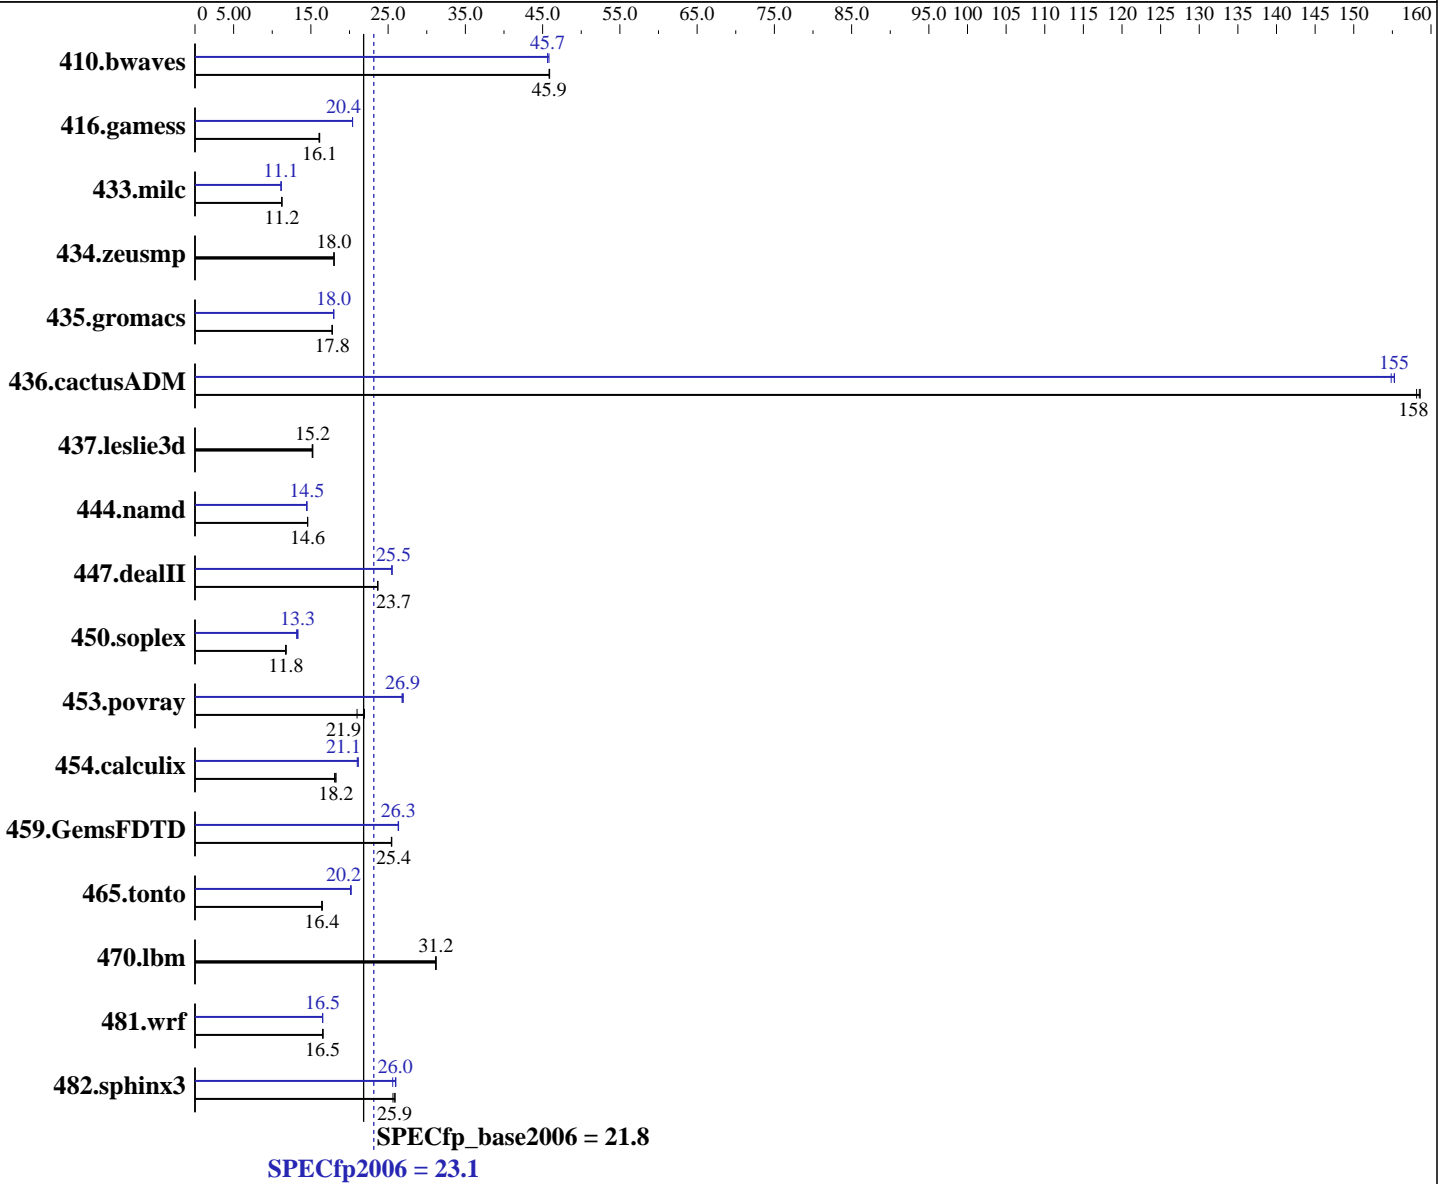 0 5.00 15.0 25.0 35.0 45.0 55.0 65.0 75.0 85.0 95.0 100 105 110 115 120 125 130 135 140 145 150 160
45.7
410.bwaves
45.9
20.4
416.gamess
16.1
11.1
433.milc
11.2
18.0
434.zeusmp
18.0
435.gromacs
17.8
155
436.cactusADM
158
15.2
437.leslie3d
14.5
444.namd
14.6
25.5
447.dealII
23.7
13.3
450.soplex
11.8
26.9
453.povray
21.9
21.1
454.calculix
18.2
26.3
459.GemsFDTD
25.4
20.2
465.tonto
16.4
31.2
470.lbm
16.5
481.wrf
16.5
26.0
482.sphinx3
25.9
SPECfp_base2006 = 21.8
SPECfp2006 = 23.1